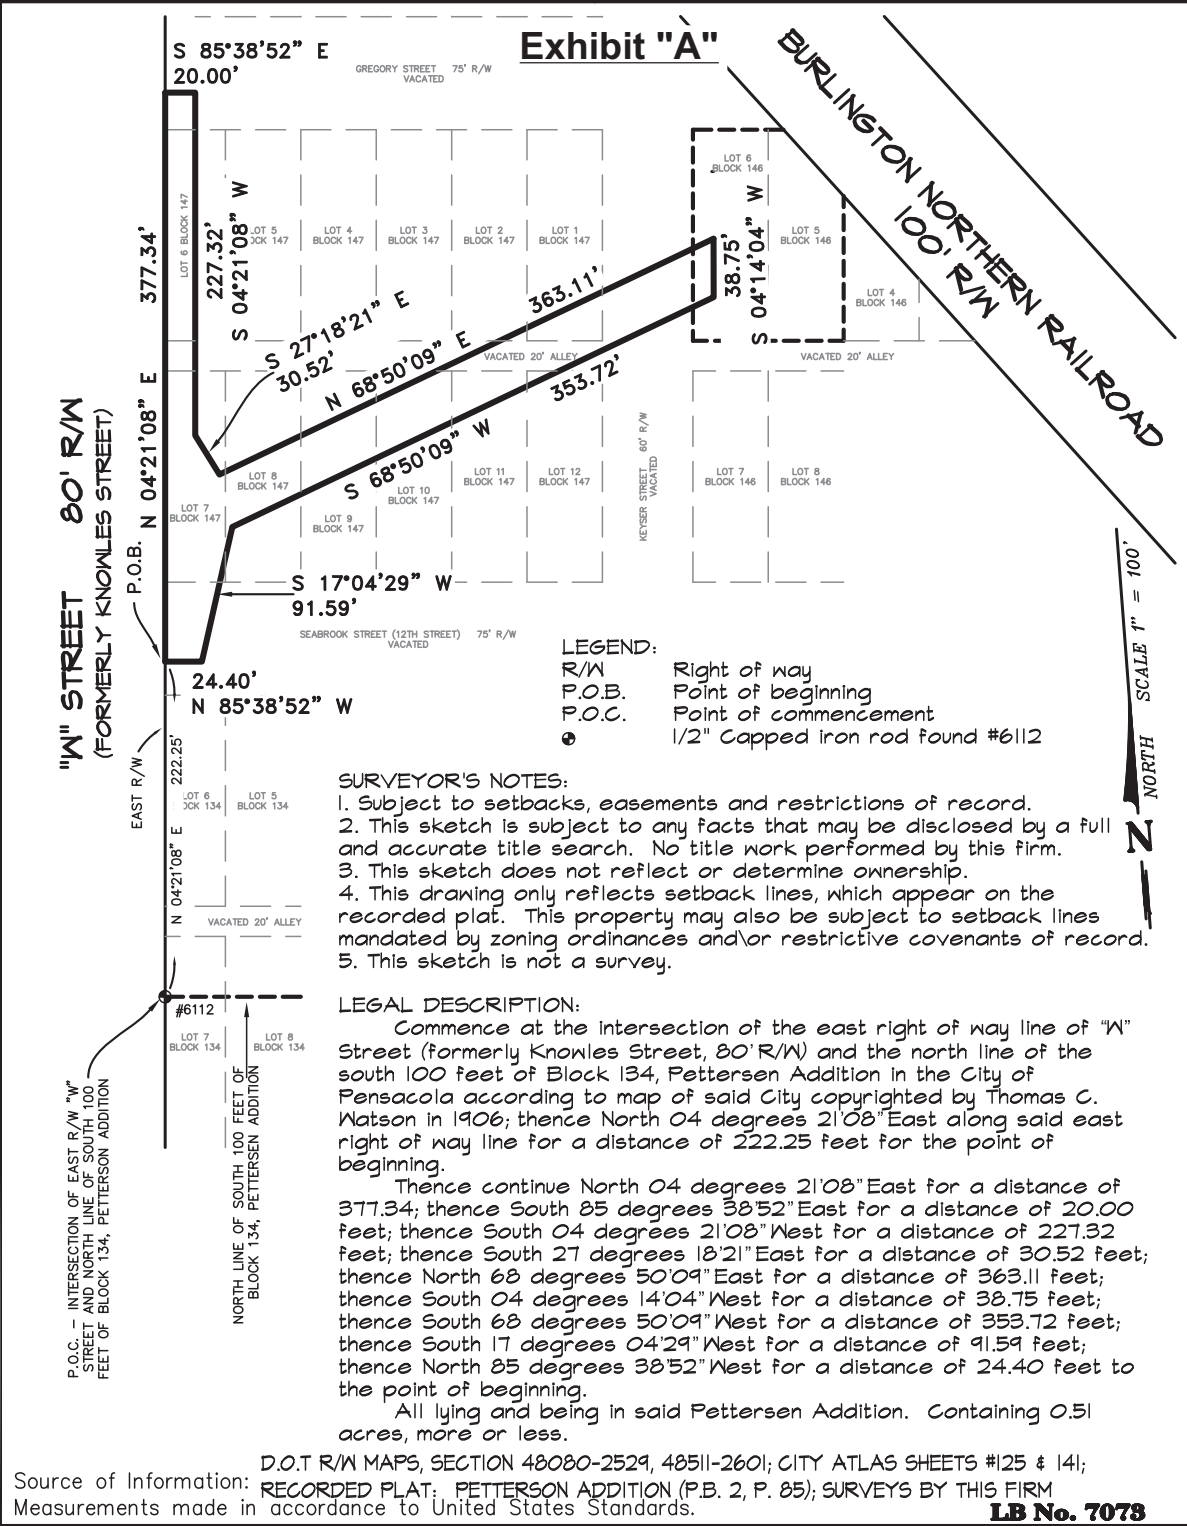 Exhibit "A"
S 85°38'52" E
20.00'
GREGORY STREET 75' R/W
VACATED
BURLINGTON NORTHERN RAILROAD
100' R/W
LOT 6
BLOCK 146
LOT 6 BLOCK 147
227.32'
S 04°21'08" W
LOT 5
OCK 147
LOT 4
BLOCK 147
LOT 3
BLOCK 147
LOT 2
BLOCK 147
LOT 1
BLOCK 147
38.75'
S 04°14'04" W
LOT 5
BLOCK 146
LOT 4
BLOCK 146
377.34'
N 04°21'08" E
S 27°18'21" E
30.52'
363.11'
N 68°50'09" E
VACATED 20' ALLEY
VACATED 20' ALLEY
353.72'
S 68°50'09" W
"W" STREET 80' R/W
(FORMERLY KNOWLES STREET)
LOT 7
BLOCK 147
LOT 8
BLOCK 147
LOT 9
BLOCK 147
LOT 10
BLOCK 147
LOT 11
BLOCK 147
LOT 12
BLOCK 147
KEYSER STREET 60' R/W
VACATED
LOT 7
BLOCK 146
LOT 8
BLOCK 146
P.O.B.
S 17°04'29" W
91.59'
SEABROOK STREET (12TH STREET) 75' R/W
VACATED
24.40'
N 85°38'52" W
SCALE 1" = 100'
NORTH
N
LEGEND:
R/W Right of way
P.O.B. Point of beginning
P.O.C. Point of commencement
1/2" Capped iron rod found #6112
EAST R/W
N 04°21'08" E 222.25'
LOT 6
OCK 134
LOT 5
BLOCK 134
VACATED 20' ALLEY
#6112
LOT 7
BLOCK 134
LOT 8
BLOCK 134
P.O.C. - INTERSECTION OF EAST R/W "W"
STREET AND NORTH LINE OF SOUTH 100
FEET OF BLOCK 134, PETTERSON ADDITION
NORTH LINE OF SOUTH 100 FEET OF
BLOCK 134, PETTERSEN ADDITION
SURVEYOR'S NOTES:
1. Subject to setbacks, easements and restrictions of record.
2. This sketch is subject to any facts that may be disclosed by a full
and accurate title search. No title work performed by this firm.
3. This sketch does not reflect or determine ownership.
4. This drawing only reflects setback lines, which appear on the
recorded plat. This property may also be subject to setback lines
mandated by zoning ordinances and\or restrictive covenants of record.
5. This sketch is not a survey.
LEGAL DESCRIPTION:
Commence at the intersection of the east right of way line of "W"
Street (formerly Knowles Street, 80' R/W) and the north line of the
south 100 feet of Block 134, Pettersen Addition in the City of
Pensacola according to map of said City copyrighted by Thomas C.
Watson in 1906; thence North 04 degrees 21'08" East along said east
right of way line for a distance of 222.25 feet for the point of
beginning.
Thence continue North 04 degrees 21'08" East for a distance of
377.34; thence South 85 degrees 38'52" East for a distance of 20.00
feet; thence South 04 degrees 21'08" West for a distance of 227.32
feet; thence South 27 degrees 18'21" East for a distance of 30.52 feet;
thence North 68 degrees 50'09" East for a distance of 363.11 feet;
thence South 04 degrees 14'04" West for a distance of 38.75 feet;
thence South 68 degrees 50'09" West for a distance of 353.72 feet;
thence South 17 degrees 04'29" West for a distance of 91.59 feet;
thence North 85 degrees 38'52" West for a distance of 24.40 feet to
the point of beginning.
All lying and being in said Pettersen Addition. Containing 0.51
acres, more or less.
Source of Information: D.O.T R/W MAPS, SECTION 48080-2529, 48511-2601; CITY ATLAS SHEETS #125 & 141;
RECORDED PLAT: PETTERSON ADDITION (P.B. 2, P. 85); SURVEYS BY THIS FIRM
Measurements made in accordance to United States Standards.
LB No. 7073